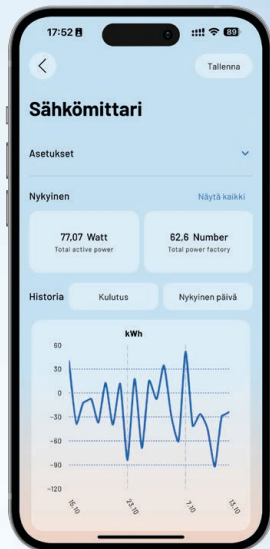 17:52
89
Tallenna
Sähkömittari
Asetukset
Nykyinen
Näytä kaikki
77,07 Watt
Total active power
62,6 Number
Total power factory
Historia
Kulutus
Nykyinen päivä
kWh
60
30
0
-30
-60
-90
-120
15.10
23.10
7.10
13.10